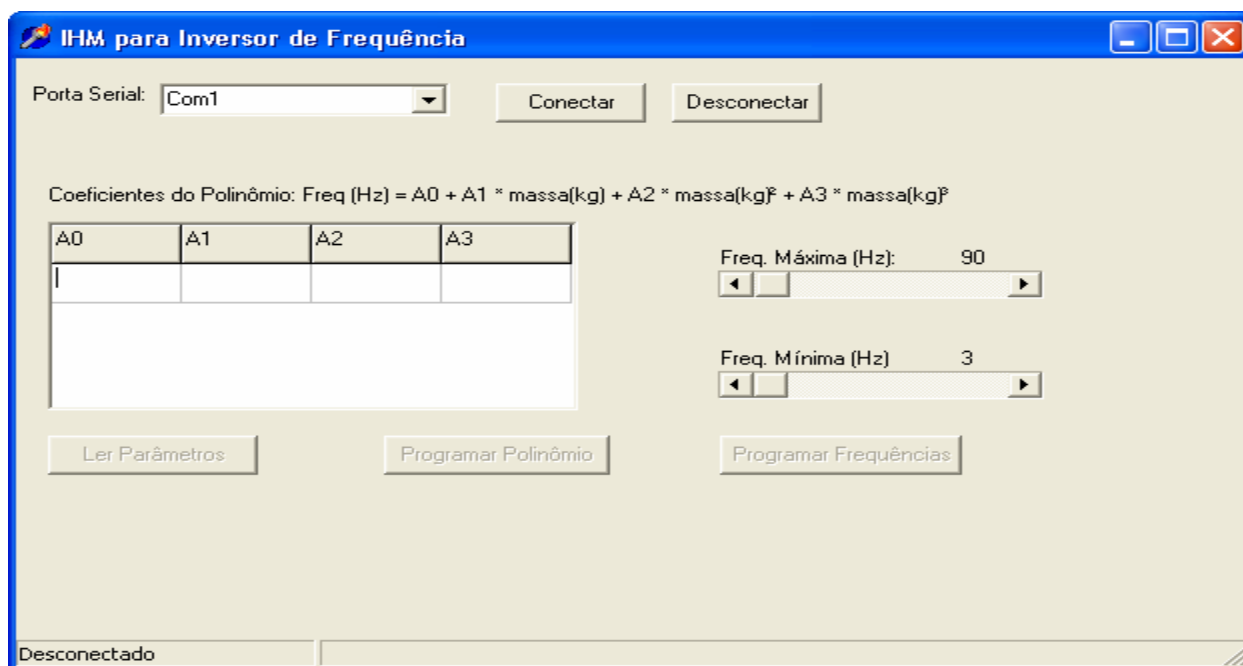 IHM para Inversor de Frequência
Porta Serial: Com1 Conectar Desconectar
Coeficientes do Polinômio: Freq (Hz) = A0 + A1 * massa(kg) + A2 * massa(kg)² + A3 * massa(kg)³
A0 A1 A2 A3
Freq. Máxima (Hz): 90
Freq. Mínima (Hz) 3
Ler Parâmetros Programar Polinômio Programar Frequências
Desconectado